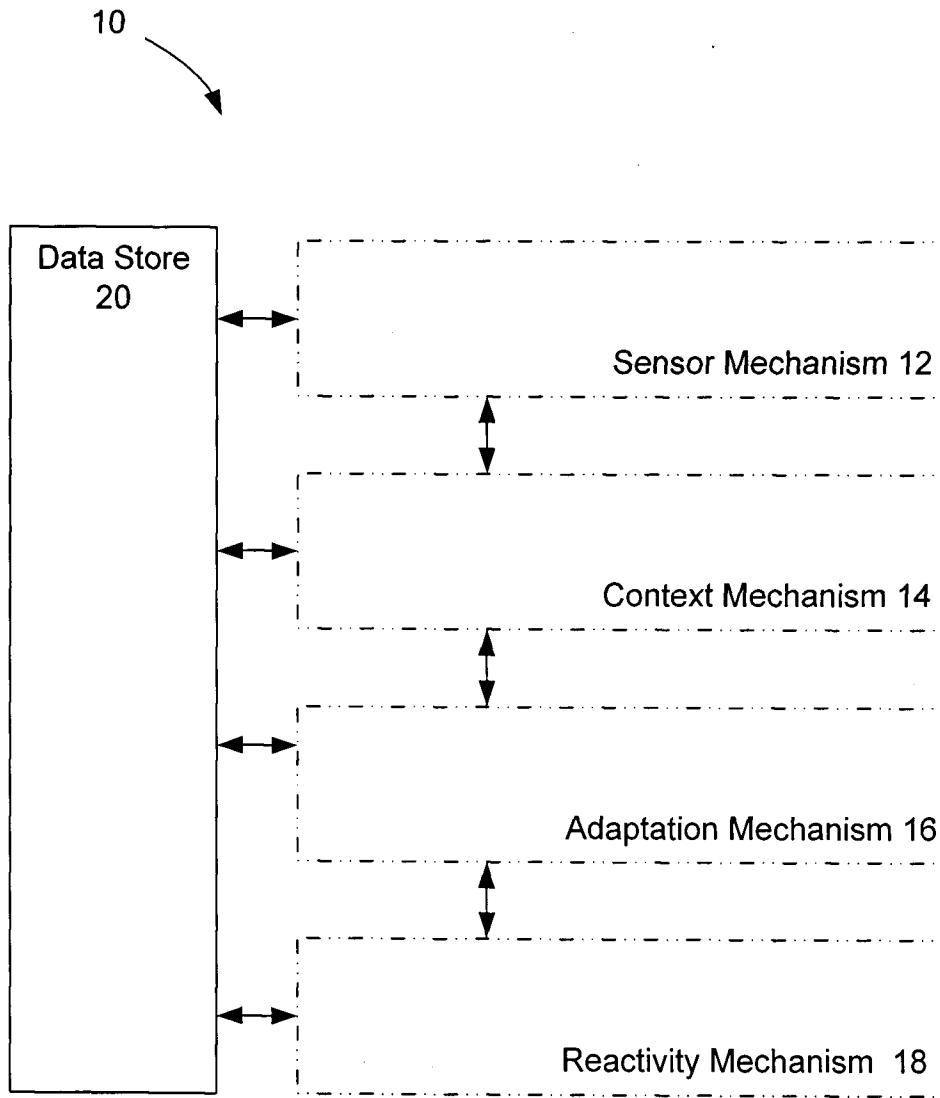 10
Data Store
20
Sensor Mechanism 12
Context Mechanism 14
Adaptation Mechanism 16
Reactivity Mechanism 18